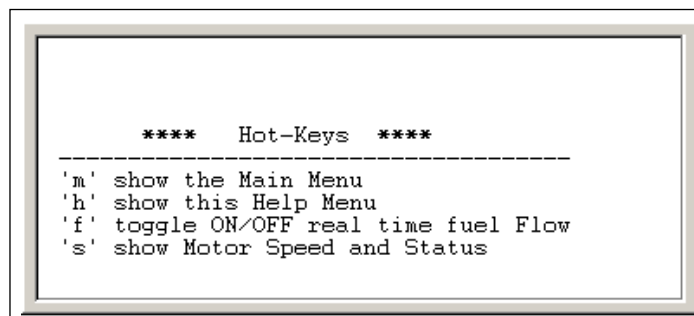 **** Hot-Keys ****
-------------------------------------
'm' show the Main Menu
'h' show this Help Menu
'f' toggle ON/OFF real time fuel Flow
's' show Motor Speed and Status